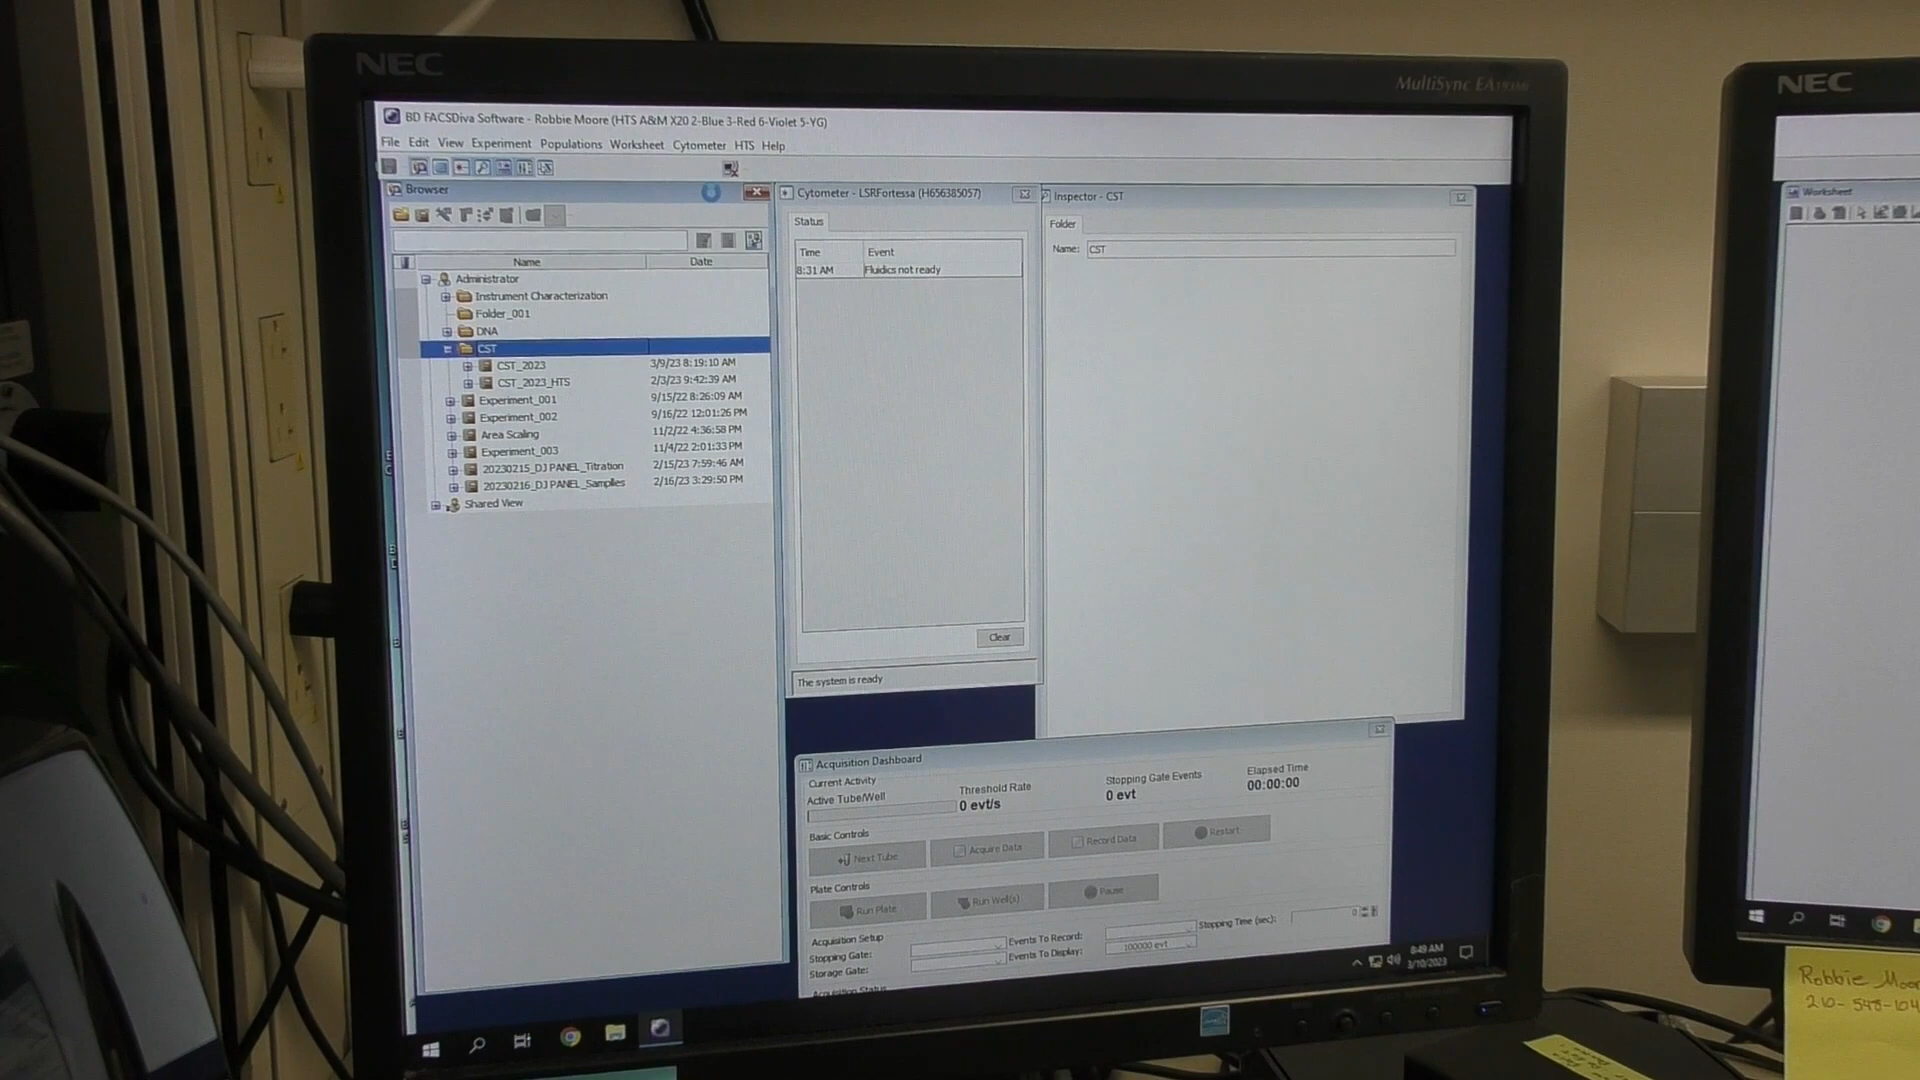 NEC
MultiSync EA193Mi
NEC
BD FACSDiva Software - Robbie Moore (HTS A&M X20 2-Blue 3-Red 6-Violet 5-YG)
File Edit View Experiment Populations Worksheet Cytometer HTS Help
Browser
Name Date
Administrator
Instrument Characterization
Folder_001
DNA
CST
CST_2023 3/9/23 8:19:10 AM
CST_2023_HTS 2/3/23 9:42:39 AM
Experiment_001 9/15/22 8:26:09 AM
Experiment_002 9/16/22 12:01:26 PM
Area Scaling 11/2/22 4:36:58 PM
Experiment_003 11/4/22 2:01:33 PM
20230215_DJ PANEL_Titration 2/15/23 7:59:46 AM
20230216_DJ PANEL_Samplles 2/16/23 3:29:50 PM
Shared View
Cytometer - LSRFortessa (H656385057)
Status
Time Event
8:31 AM Fluidics not ready
Clear
The system is ready
Inspector - CST
Folder
Name: CST
Acquisition Dashboard
Current Activity
Active Tube/Well Threshold Rate Stopping Gate Events Elapsed Time
0 evt/s 0 evt 00:00:00
Basic Controls
Next Tube Acquire Data Record Data Restart
Plate Controls
Run Plate Run Well(s) Pause
Acquisition Setup
Stopping Gate: Events To Record: Stopping Time (sec): 0
Storage Gate: Events To Display: 100000 evt
Acquisition Status
8:49 AM
3/10/2023
Worksheet
Robbie Moo
210-